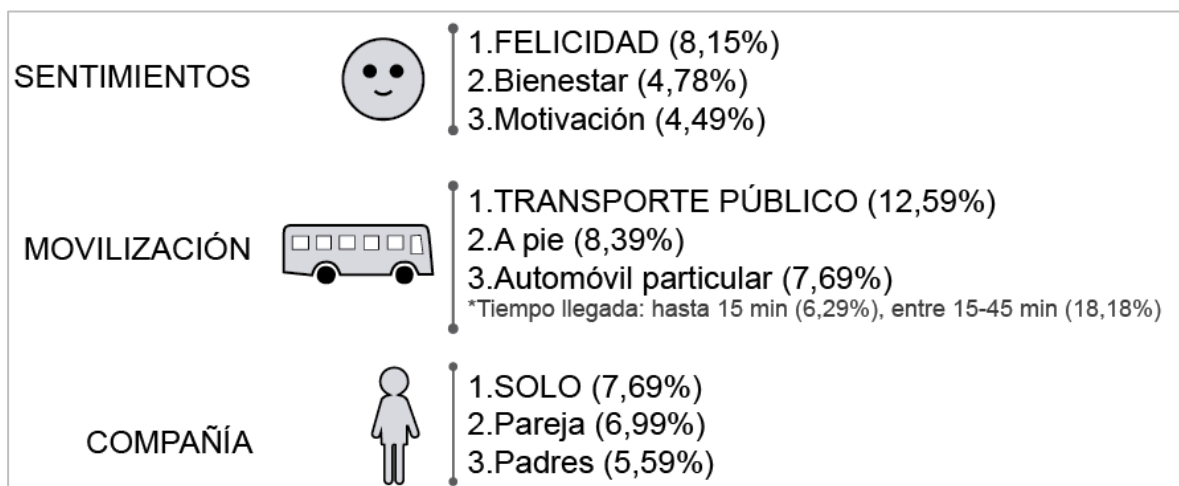 SENTIMIENTOS
1.FELICIDAD (8,15%)
2.Bienestar (4,78%)
3.Motivación (4,49%)
MOVILIZACIÓN
1.TRANSPORTE PÚBLICO (12,59%)
2.A pie (8,39%)
3.Automóvil particular (7,69%)
*Tiempo llegada: hasta 15 min (6,29%), entre 15-45 min (18,18%)
COMPAÑÍA
1.SOLO (7,69%)
2.Pareja (6,99%)
3.Padres (5,59%)